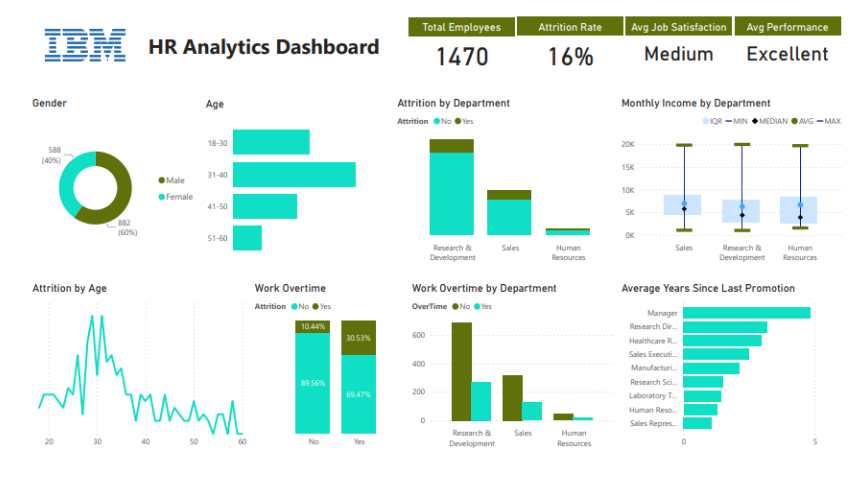 IBM
HR Analytics Dashboard
Total Employees
1470
Attrition Rate
16%
Avg Job Satisfaction
Medium
Avg Performance
Excellent
Gender
588
(40%)
882
(60%)
Male
Female
Age
18-30
31-40
41-50
51-60
Attrition by Department
Attrition No Yes
Research &
Development
Sales
Human
Resources
Monthly Income by Department
IQR MIN MEDIAN AVG MAX
20K
15K
10K
5K
0K
Sales
Research &
Development
Human
Resources
Attrition by Age
20 30 40 50 60
Work Overtime
Attrition No Yes
10.44%
30.53%
89.56%
69.47%
No Yes
Work Overtime by Department
OverTime No Yes
600
400
200
0
Research &
Development
Sales
Human
Resources
Average Years Since Last Promotion
Manager
Research Dir...
Healthcare R...
Sales Executi...
Manufacturi...
Research Sci...
Laboratory T...
Human Reso...
Sales Repres...
0 5